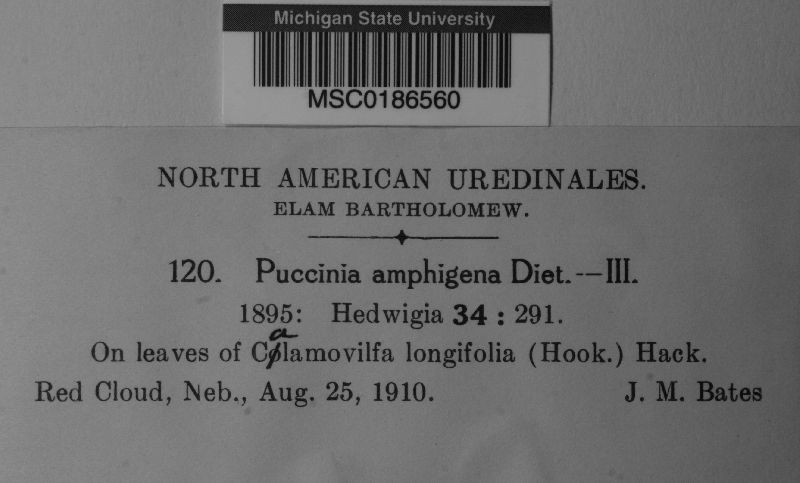 Michigan State University
MSC0186560
NORTH AMERICAN UREDINALES.
ELAM BARTHOLOMEW.
120. Puccinia amphigena Diet.—III.
1895: Hedwigia 34 : 291.
On leaves of Calamovilfa longifolia (Hook.) Hack.
Red Cloud, Neb., Aug. 25, 1910. J. M. Bates